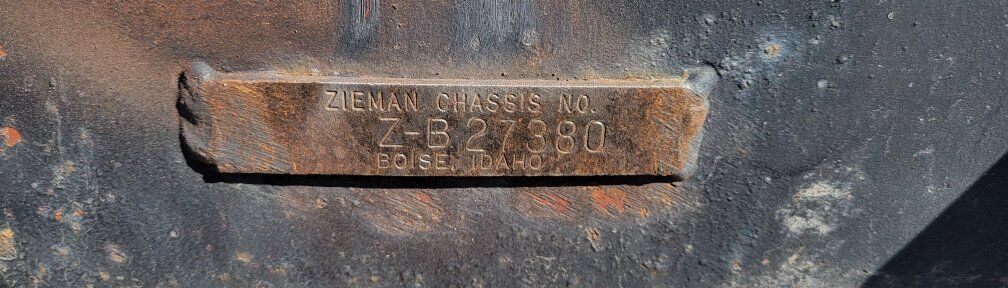 ZIEMAN CHASSIS NO.
Z-B 27380
BOISE, IDAHO